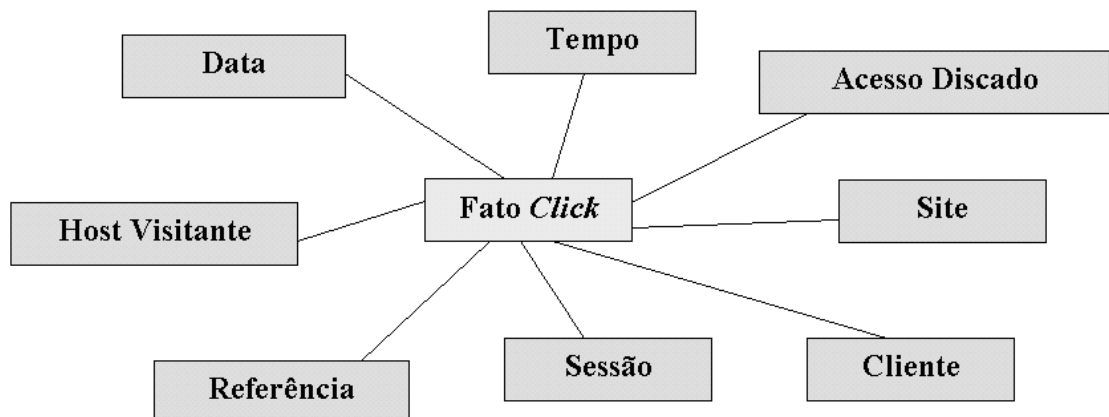 Tempo
Data
Acesso Discado
Fato Click
Site
Host Visitante
Sessão
Cliente
Referência